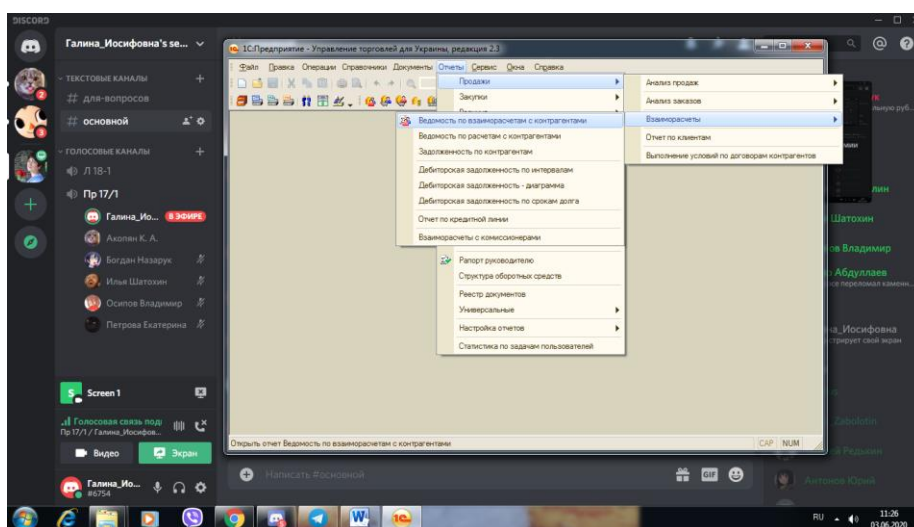 DISCORD
Галина_Иосифовна's se...
ТЕКСТОВЫЕ КАНАЛЫ
# для-вопросов
# основной
ГОЛОСОВЫЕ КАНАЛЫ
Л 18-1
Пр 17/1
Галина_Ио... В ЭФИРЕ
Акопян К. А.
Богдан Назарук
Илья Шатохин
Осипов Владимир
Петрова Екатерина
Screen 1
Голосовая связь под
Пр 17/1 / Галина_Иосифов...
Видео
Экран
Галина_Ио...
#6754
1С:Предприятие - Управление торговлей для Украины, редакция 2.3
Файл Правка Операции Справочники Документы Отчеты Сервис Окна Справка
Продажи
Закупки
Анализ продаж
Анализ заказов
Взаиморасчеты
Отчет по клиентам
Выполнение условий по договорам контрагентов
Ведомость по взаиморасчетам с контрагентами
Ведомость по расчетам с контрагентами
Задолженность по контрагентам
Дебиторская задолженность по интервалам
Дебиторская задолженность - диаграмма
Дебиторская задолженность по срокам долга
Отчет по кредитной линии
Взаиморасчеты с комиссионерами
Рапорт руководителю
Структура оборотных средств
Реестр документов
Универсальные
Настройка отчетов
Статистика по задачам пользователей
Открыть отчет Ведомость по взаиморасчетам с контрагентами
CAP NUM
Написать #основной
GIF
Шатохин
Владимир
Абдуллаев
Иосифовна
свой экран
Zabolotin
Антонов Юрий
RU
11:26
03.06.2020